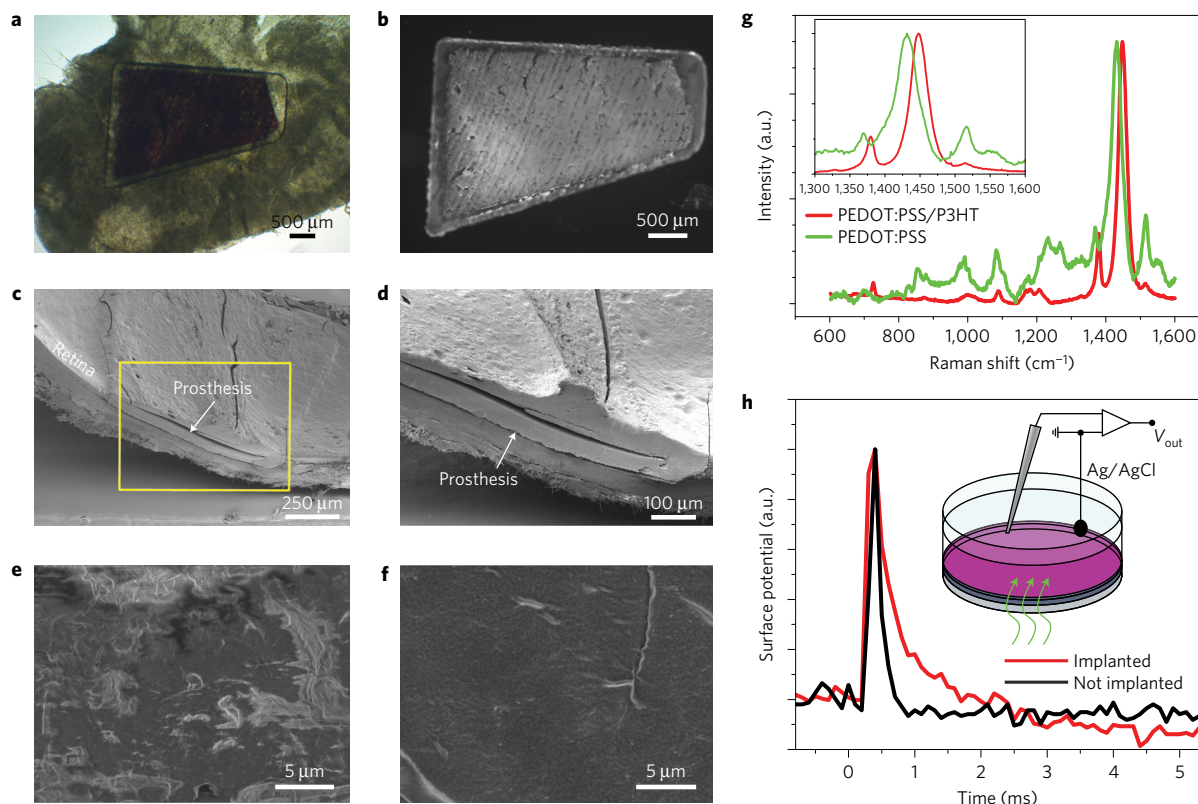 a
500 μm
b
500 μm
c
Retina
Prosthesis
250 μm
d
Prosthesis
100 μm
e
5 μm
f
5 μm
g
Intensity (a.u.)
1,300 1,400 1,450 1,500 1,550 1,600
PEDOT:PSS/P3HT
PEDOT:PSS
600 800 1,000 1,200 1,400 1,600
Raman shift (cm⁻¹)
h
Surface potential (a.u.)
Vout
Ag/AgCl
Implanted
Not implanted
0 1 2 3 4 5
Time (ms)